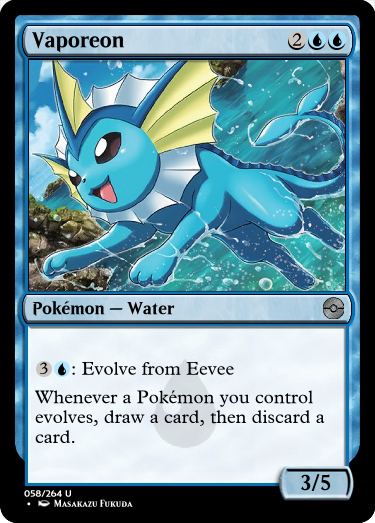 Vaporeon 2
Pokémon — Water
3 : Evolve from Eevee
Whenever a Pokémon you control
evolves, draw a card, then discard a
card.
3/5
058/264 U
• Masakazu Fukuda